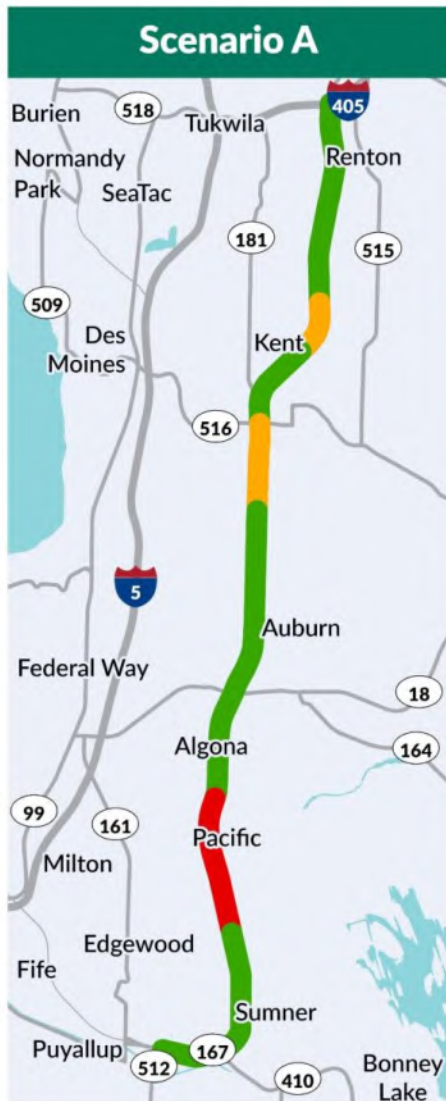 Scenario A
405
Burien
518
Tukwila
Renton
Normandy
Park
SeaTac
181
515
509
Des
Moines
Kent
516
5
Auburn
Federal Way
18
Algona
164
99
161
Pacific
Milton
Edgewood
Fife
Sumner
Puyallup
167
512
410
Bonney
Lake